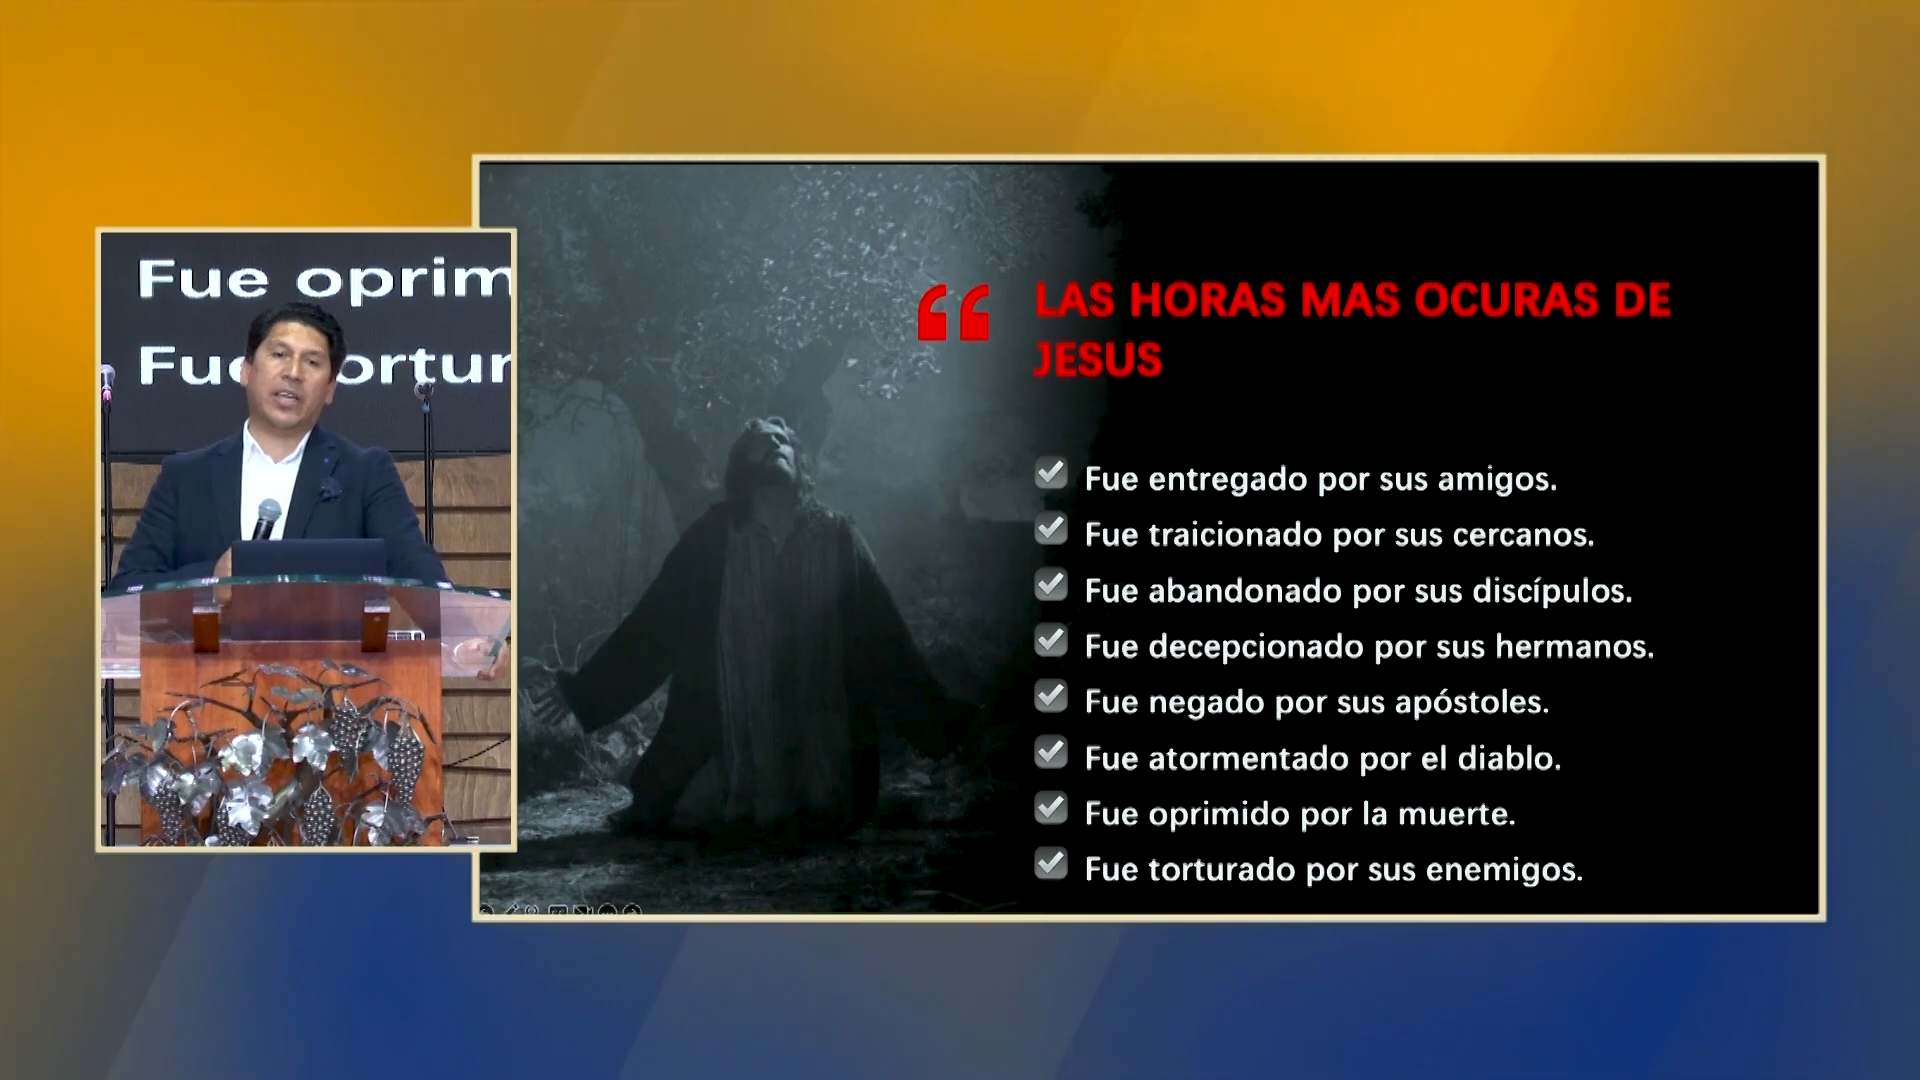 Fue oprim
Fue tortur
“
LAS HORAS MAS OCURAS DE
JESUS
Fue entregado por sus amigos.
Fue traicionado por sus cercanos.
Fue abandonado por sus discípulos.
Fue decepcionado por sus hermanos.
Fue negado por sus apóstoles.
Fue atormentado por el diablo.
Fue oprimido por la muerte.
Fue torturado por sus enemigos.